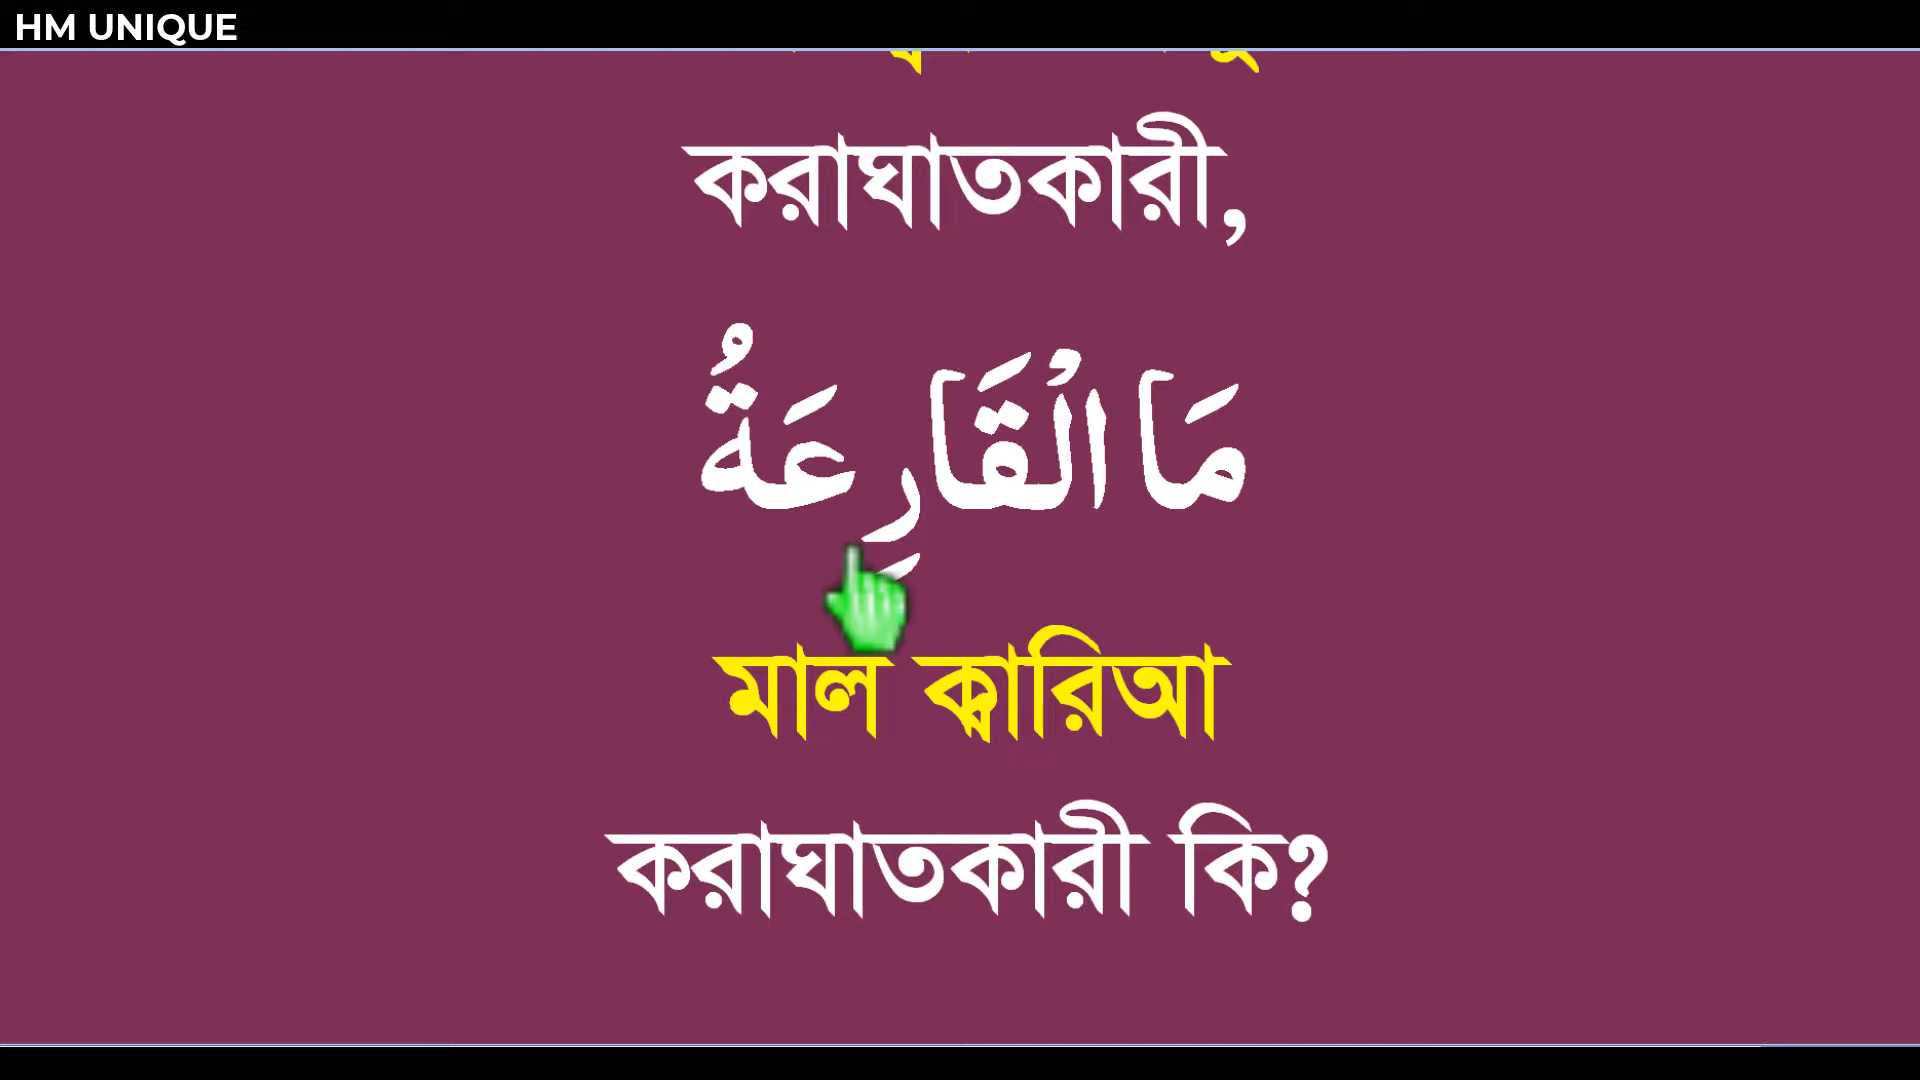 HM UNIQUE
করাঘাতকারী,
مَا الْقَارِعَةُ
মাল ক্বারিআ
করাঘাতকারী কি?